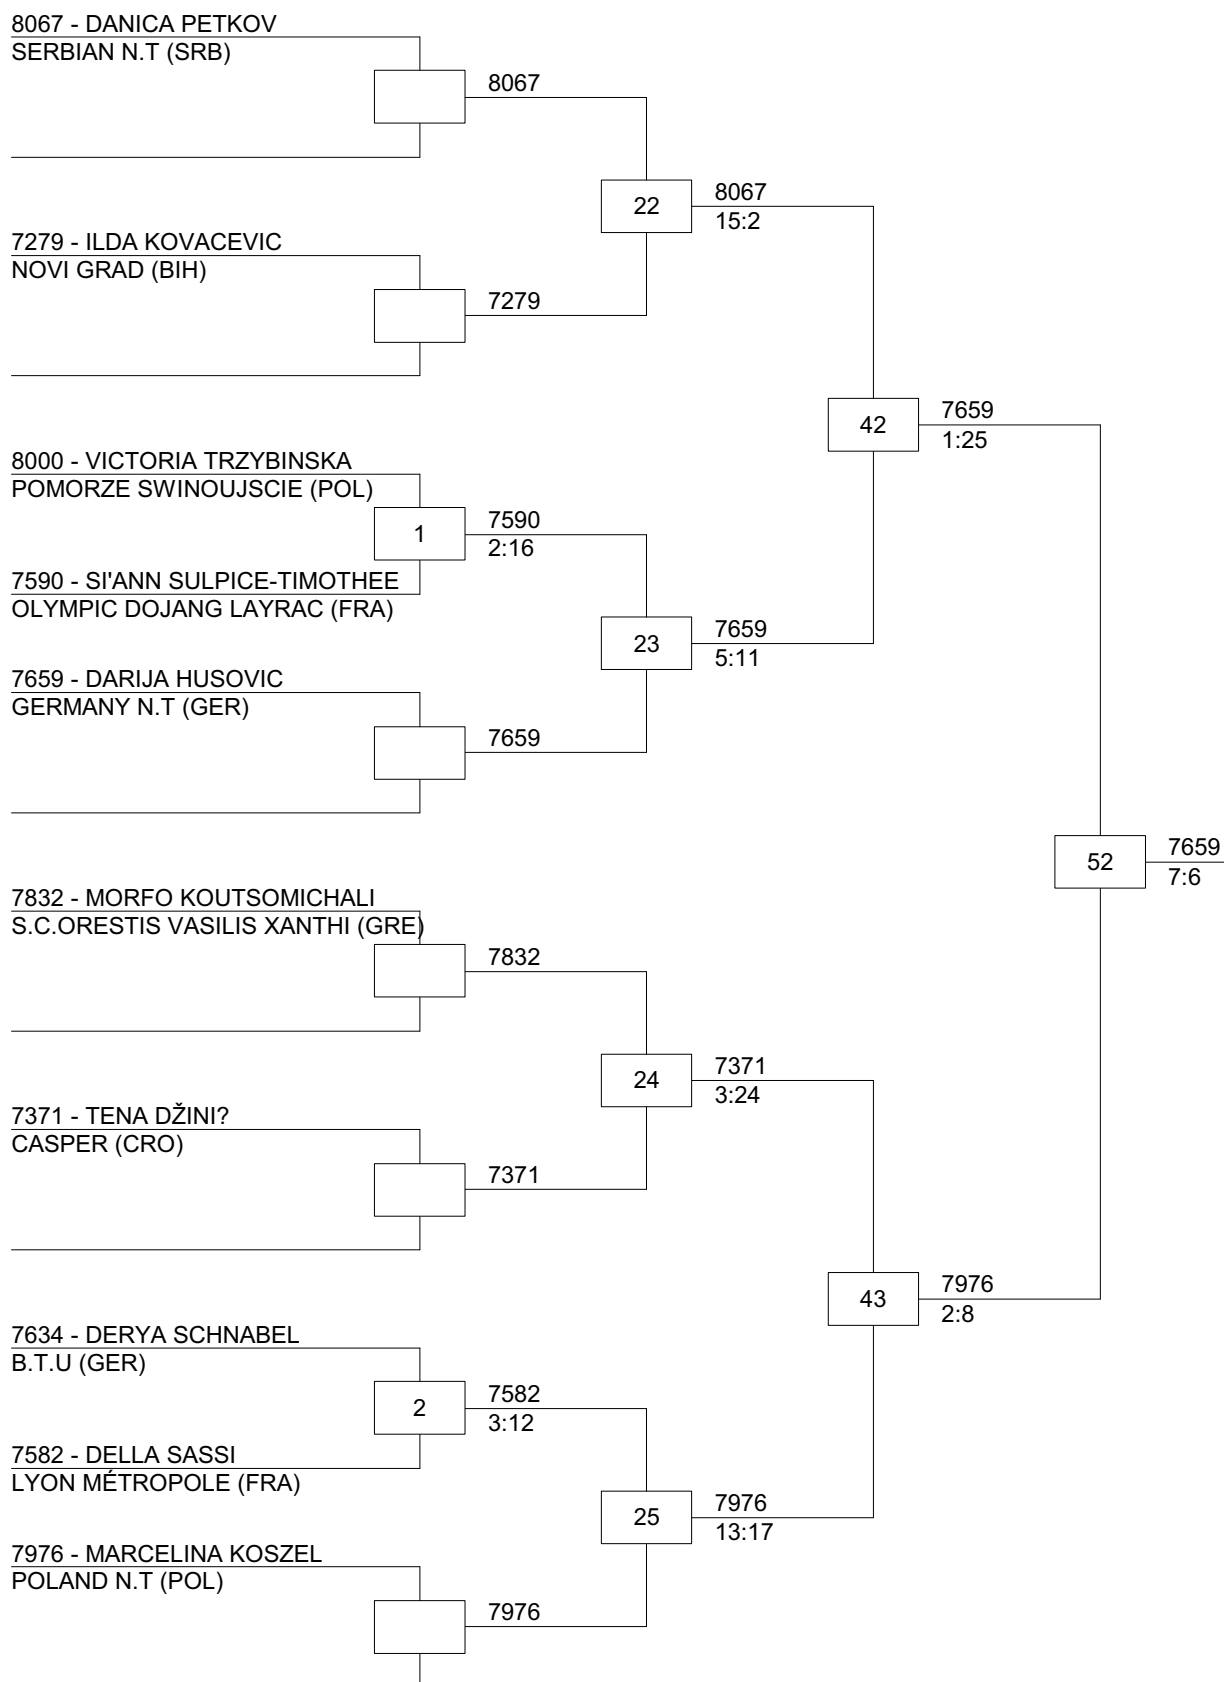 8067 - DANICA PETKOV
SERBIAN N.T (SRB)
8067
22
8067
15:2
7279 - ILDA KOVACEVIC
NOVI GRAD (BIH)
7279
42
7659
1:25
8000 - VICTORIA TRZYBINSKA
POMORZE SWINOUJSCIE (POL)
1
7590
2:16
7590 - SI'ANN SULPICE-TIMOTHEE
OLYMPIC DOJANG LAYRAC (FRA)
23
7659
5:11
7659 - DARIJA HUSOVIC
GERMANY N.T (GER)
7659
52
7659
7:6
7832 - MORFO KOUTSOMICHALI
S.C.ORESTIS VASILIS XANTHI (GRE)
7832
24
7371
3:24
7371 - TENA DŽINI?
CASPER (CRO)
7371
43
7976
2:8
7634 - DERYA SCHNABEL
B.T.U (GER)
2
7582
3:12
7582 - DELLA SASSI
LYON MÉTROPOLE (FRA)
25
7976
13:17
7976 - MARCELINA KOSZEL
POLAND N.T (POL)
7976